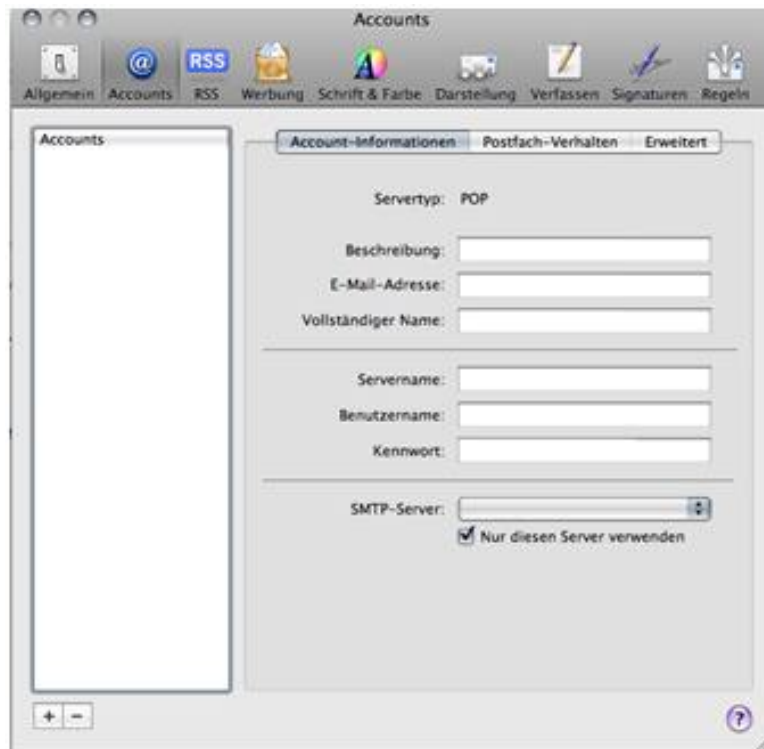 Accounts
RSS
Allgemein Accounts RSS Werbung Schrift & Farbe Darstellung Verfassen Signaturen Regeln
Accounts
Account-Informationen Postfach-Verhalten Erweitert
Servertyp: POP
Beschreibung:
E-Mail-Adresse:
Vollständiger Name:
Servername:
Benutzername:
Kennwort:
SMTP-Server:
Nur diesen Server verwenden
+ − ?